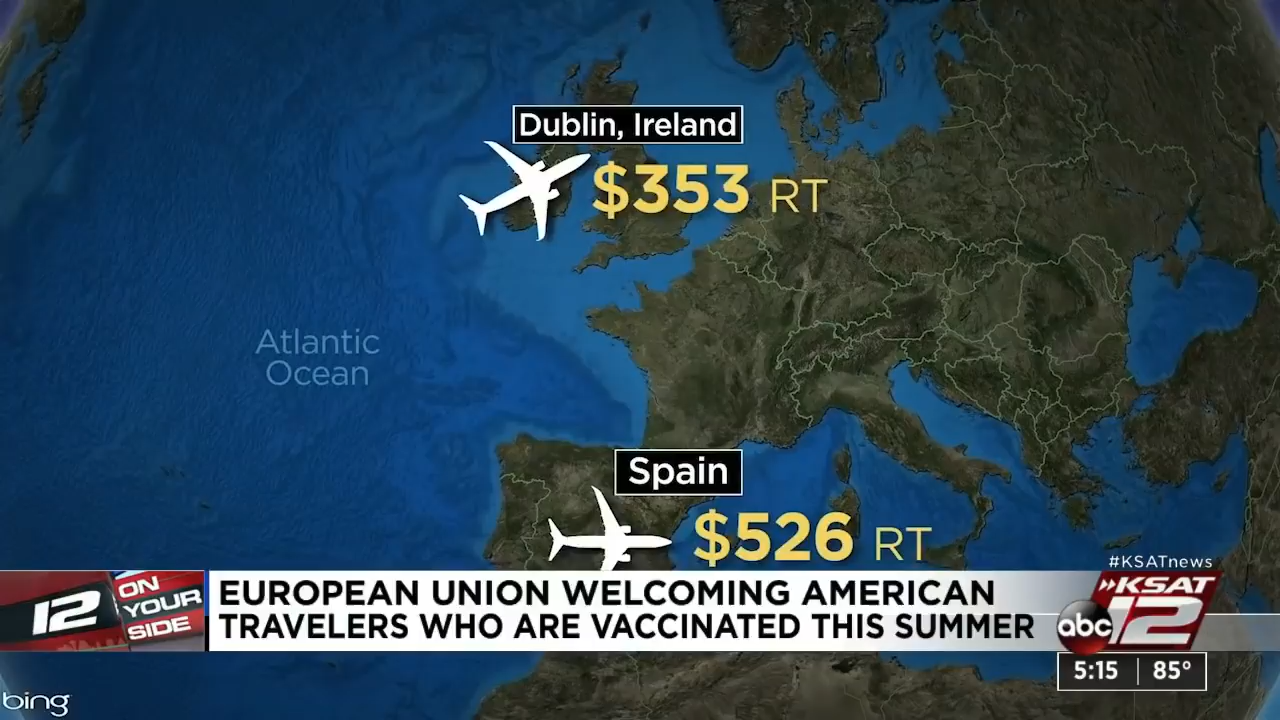 Dublin, Ireland
$353 RT
Atlantic
Ocean
Spain
$526 RT
#KSATnews
12 ON YOUR SIDE
EUROPEAN UNION WELCOMING AMERICAN
TRAVELERS WHO ARE VACCINATED THIS SUMMER
KSAT
abc 12
5:15 85°
bing